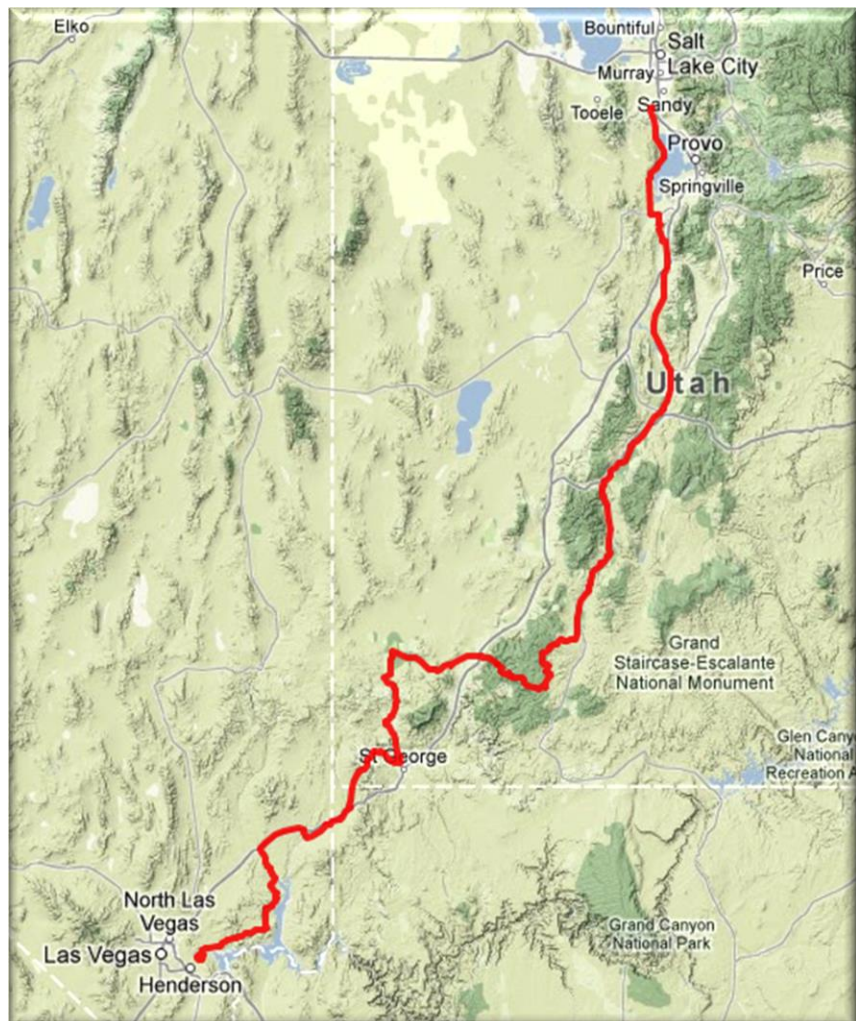 Elko
Bountiful
Salt
Lake City
Murray
Tooele
Sandy
Provo
Springville
Price
Utah
Grand
Staircase-Escalante
National Monument
Glen Cany
National
Recreation A
St George
North Las
Vegas
Las Vegas
Henderson
Grand Canyon
National Park